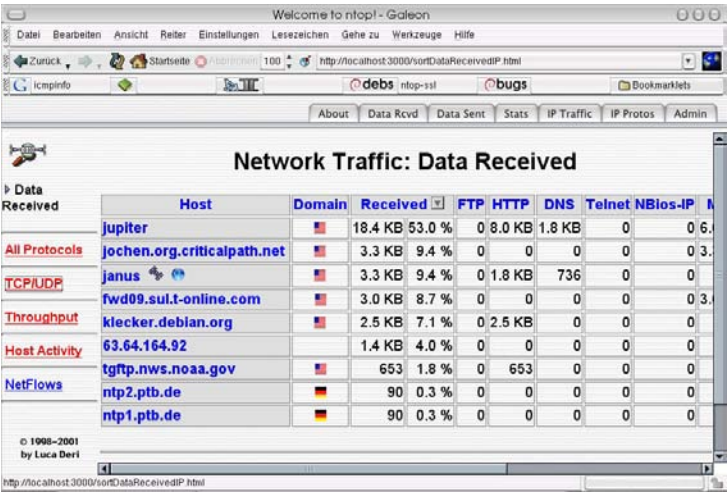 Welcome to ntop! - Galeon
Datei Bearbeiten Ansicht Reiter Einstellungen Lesezeichen Gehe zu Werkzeuge Hilfe
Zurück Startseite Abbrechen 100 http://localhost:3000/sortDataReceivedIP.html
icmpinfo debs ntop-ssl bugs Bookmarklets
About Data Rcvd Data Sent Stats IP Traffic IP Protos Admin
Network Traffic: Data Received
Data Received
All Protocols
TCP/UDP
Throughput
Host Activity
NetFlows
© 1998-2001
by Luca Deri
Host Domain Received FTP HTTP DNS Telnet NBios-IP M
jupiter 18.4 KB 53.0 % 0 8.0 KB 1.8 KB 0 0 6.
jochen.org.criticalpath.net 3.3 KB 9.4 % 0 0 0 0 0 3.
janus 3.3 KB 9.4 % 0 1.8 KB 736 0 0
fwd09.sul.t-online.com 3.0 KB 8.7 % 0 0 0 0 0 3.
klecker.debian.org 2.5 KB 7.1 % 0 2.5 KB 0 0 0
63.64.164.92 1.4 KB 4.0 % 0 0 0 0 0
tgftp.nws.noaa.gov 653 1.8 % 0 653 0 0 0
ntp2.ptb.de 90 0.3 % 0 0 0 0 0
ntp1.ptb.de 90 0.3 % 0 0 0 0 0
http://localhost:3000/sortDataReceivedIP.html